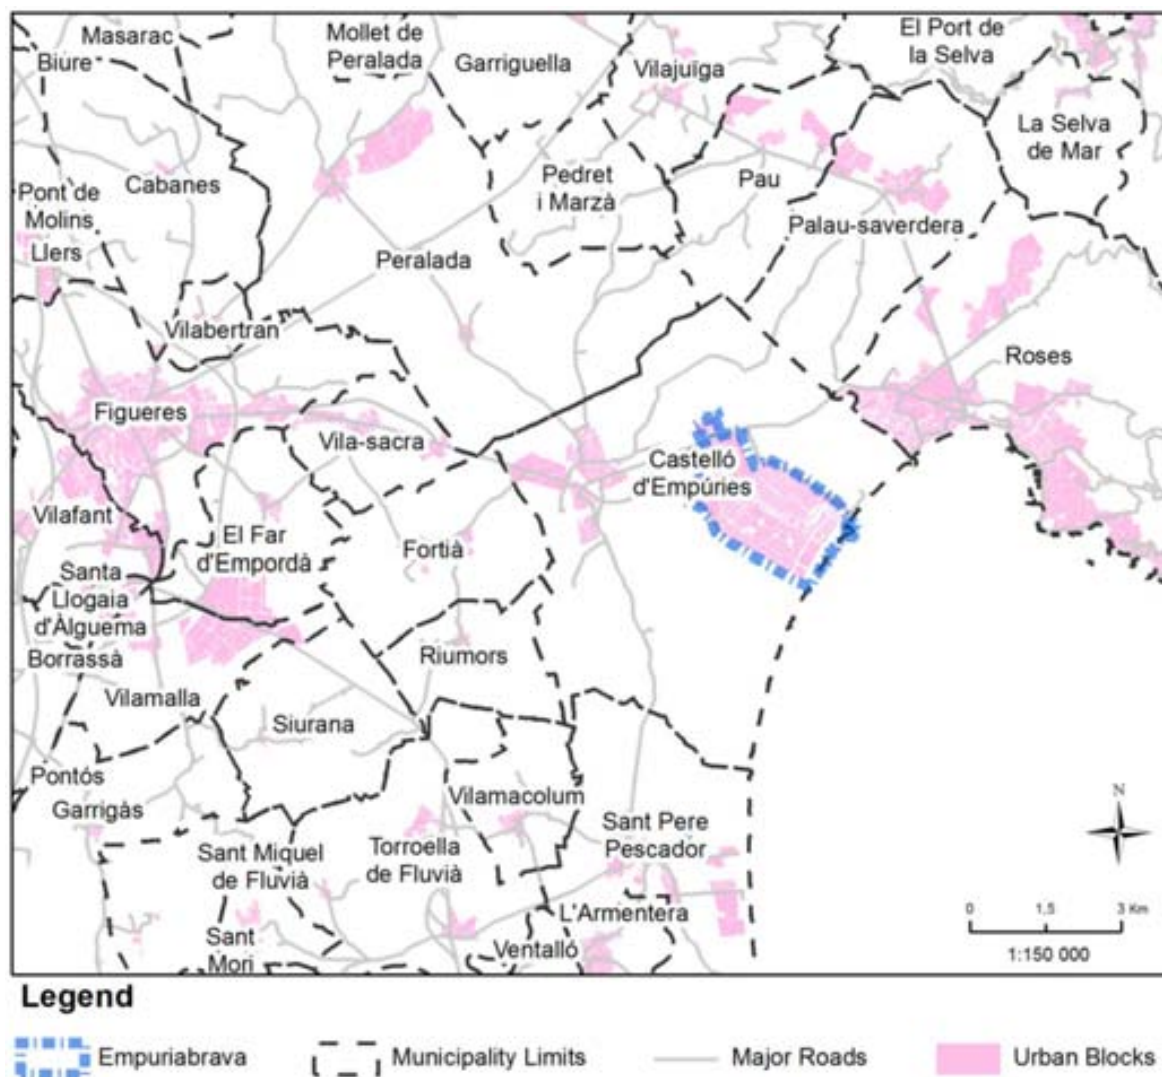 Masarac
Biure
Mollet de
Peralada
Garriguella
Vilajuïga
El Port de
la Selva
La Selva
de Mar
Cabanes
Pont de
Molins
Llers
Pedret
i Marzà
Pau
Palau-saverdera
Peralada
Vilabertran
Roses
Figueres
Vila-sacra
Castelló
d'Empúries
Vilafant
El Far
d'Empordà
Fortià
Santa
Llogaia
d'Àlguema
Borrassà
Riumors
Vilamalla
Siurana
Pontós
Garrigàs
Vilamacolum
Sant Pere
Pescador
Sant Miquel
de Fluvià
Torroella
de Fluvià
L'Armentera
Sant
Mori
Ventalló
N
0 1,5 3 Km
1:150 000
Legend
Empuriabrava
Municipality Limits
Major Roads
Urban Blocks